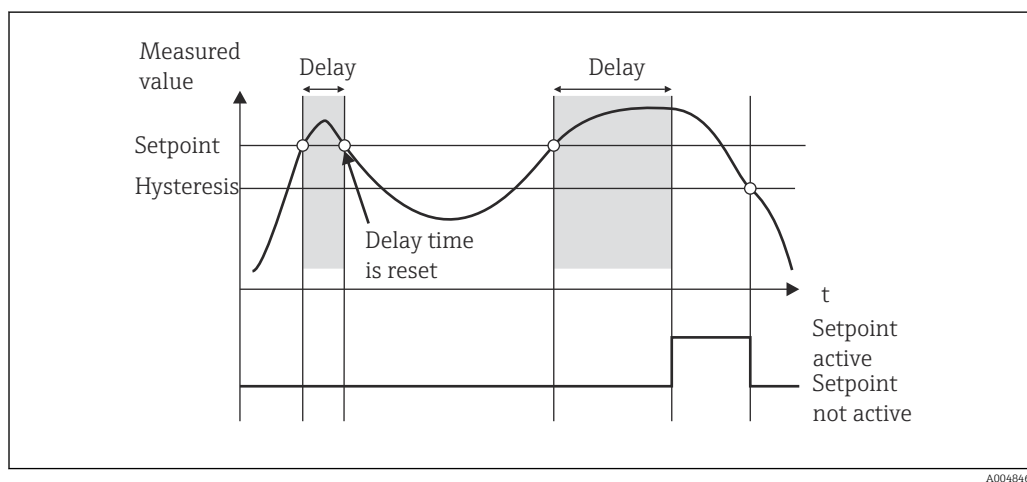 Measured
value
Delay
Delay
Setpoint
Hysteresis
Delay time
is reset
t
Setpoint
active
Setpoint
not active